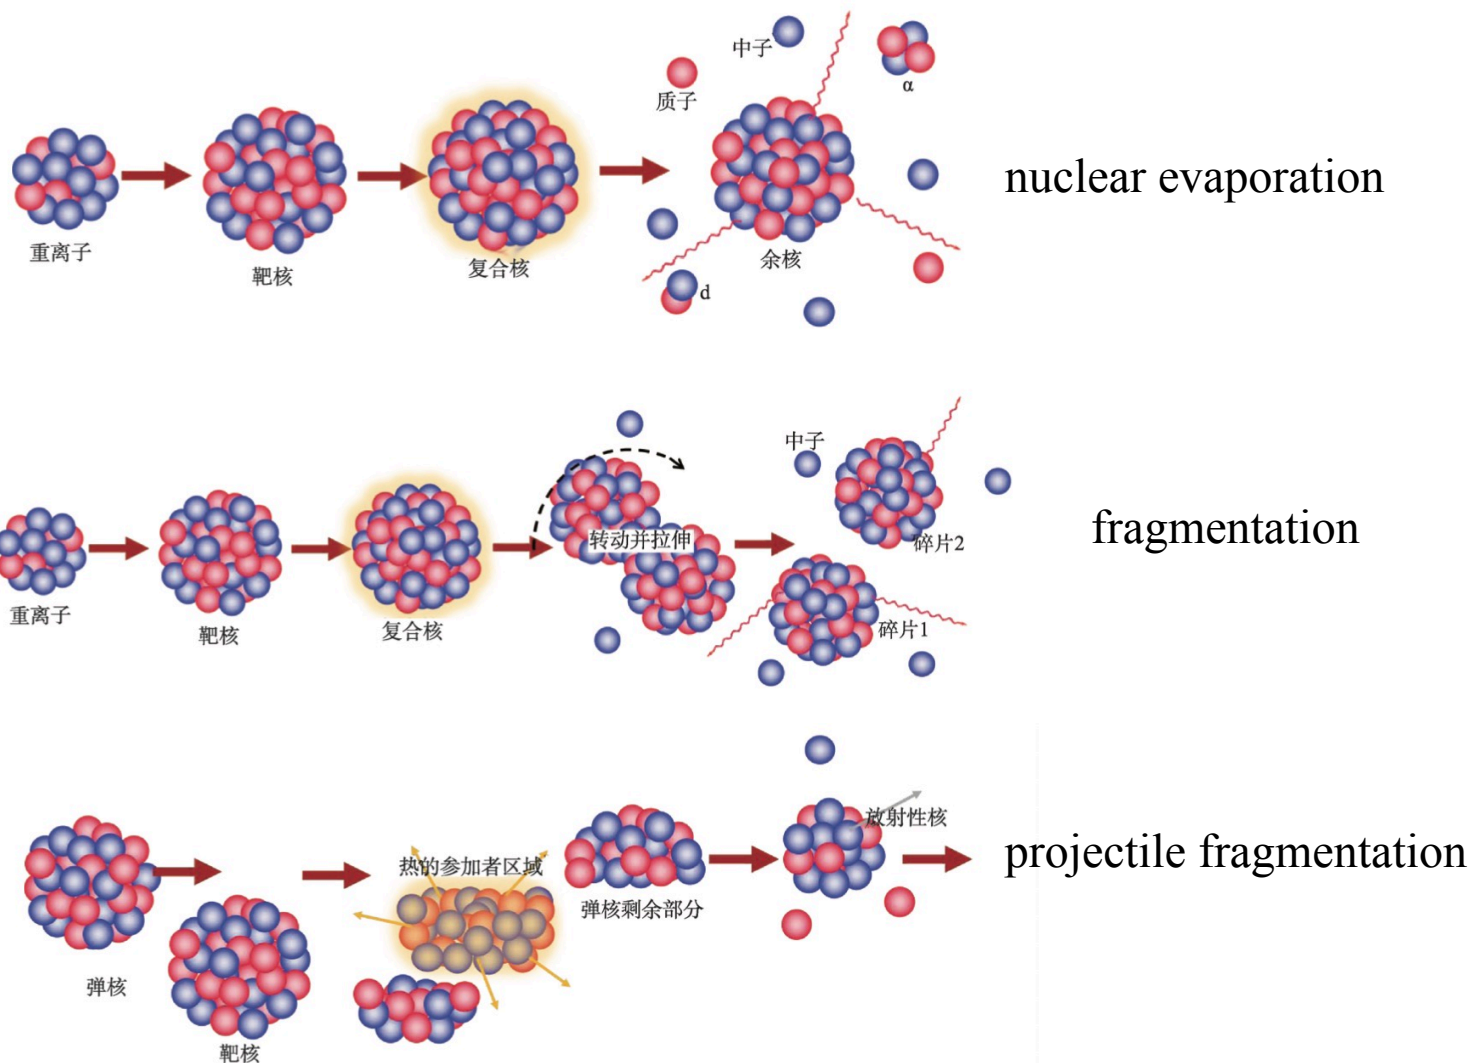 中子
质子
α
重离子
靶核
复合核
余核
d
nuclear evaporation
中子
转动并拉伸
碎片2
重离子
靶核
复合核
碎片1
fragmentation
放射性核
热的参加者区域
弹核剩余部分
弹核
靶核
projectile fragmentation